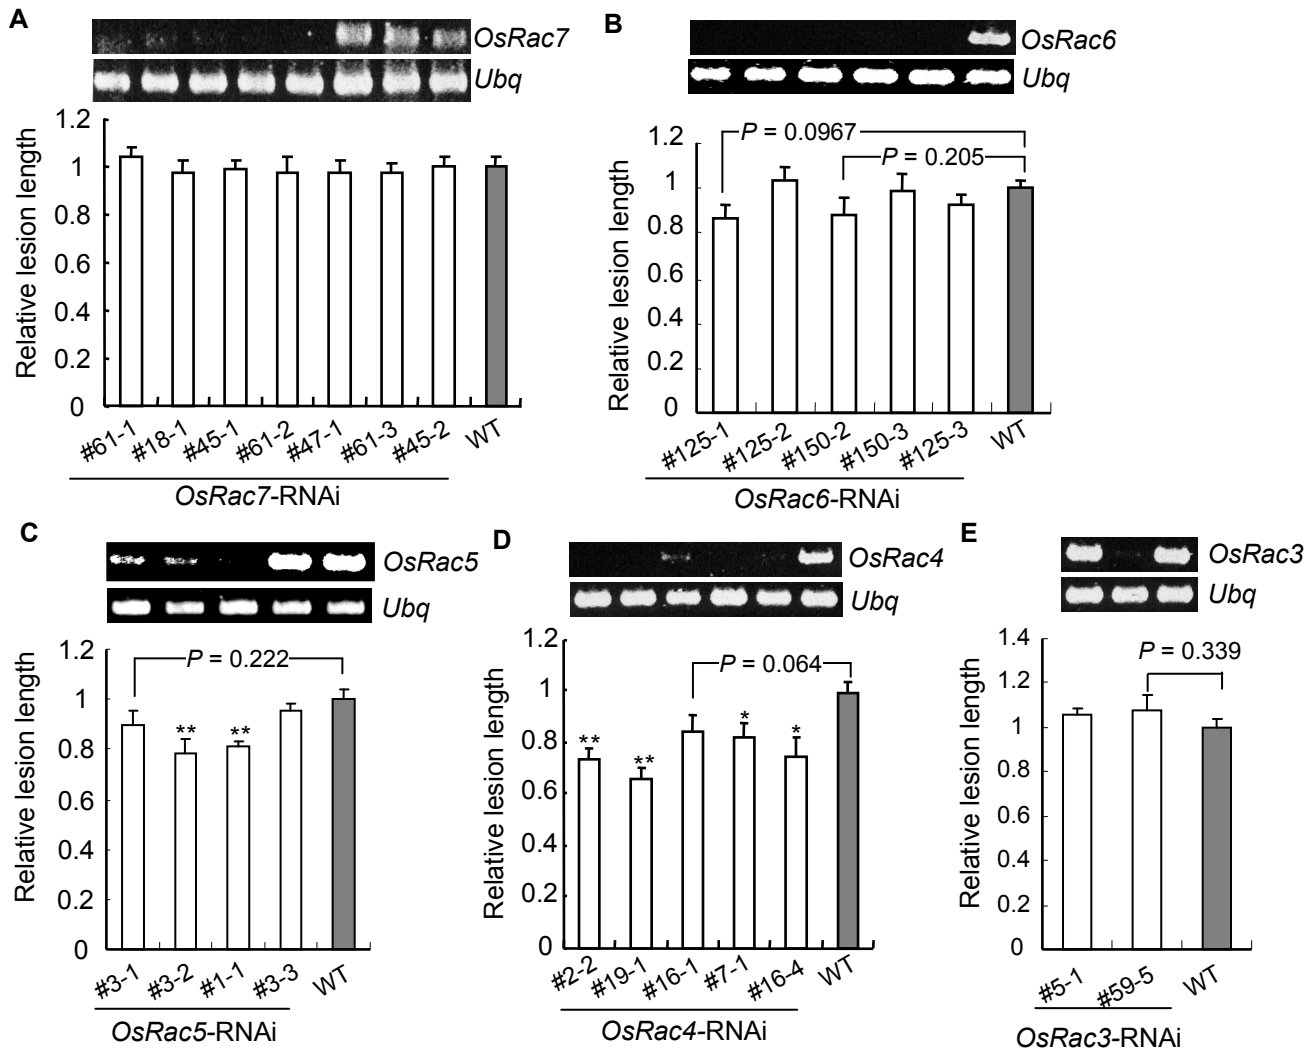 A
OsRac7
Ubq
Relative lesion length
1.2
1
0.8
0.6
0.4
0.2
0
#61-1
#18-1
#45-1
#61-2
#47-1
#61-3
#45-2
WT
OsRac7-RNAi
B
OsRac6
Ubq
Relative lesion length
1.2
1
0.8
0.6
0.4
0.2
0
P = 0.0967
P = 0.205
#125-1
#125-2
#150-2
#150-3
#125-3
WT
OsRac6-RNAi
C
OsRac5
Ubq
Relative lesion length
1.2
1
0.8
0.6
0.4
0.2
0
P = 0.222
**
**
#3-1
#3-2
#1-1
#3-3
WT
OsRac5-RNAi
D
OsRac4
Ubq
Relative lesion length
1.2
1
0.8
0.6
0.4
0.2
0
P = 0.064
**
**
*
*
#2-2
#19-1
#16-1
#7-1
#16-4
WT
OsRac4-RNAi
E
OsRac3
Ubq
Relative lesion length
1.4
1.2
1
0.8
0.6
0.4
0.2
0
P = 0.339
#5-1
#59-5
WT
OsRac3-RNAi